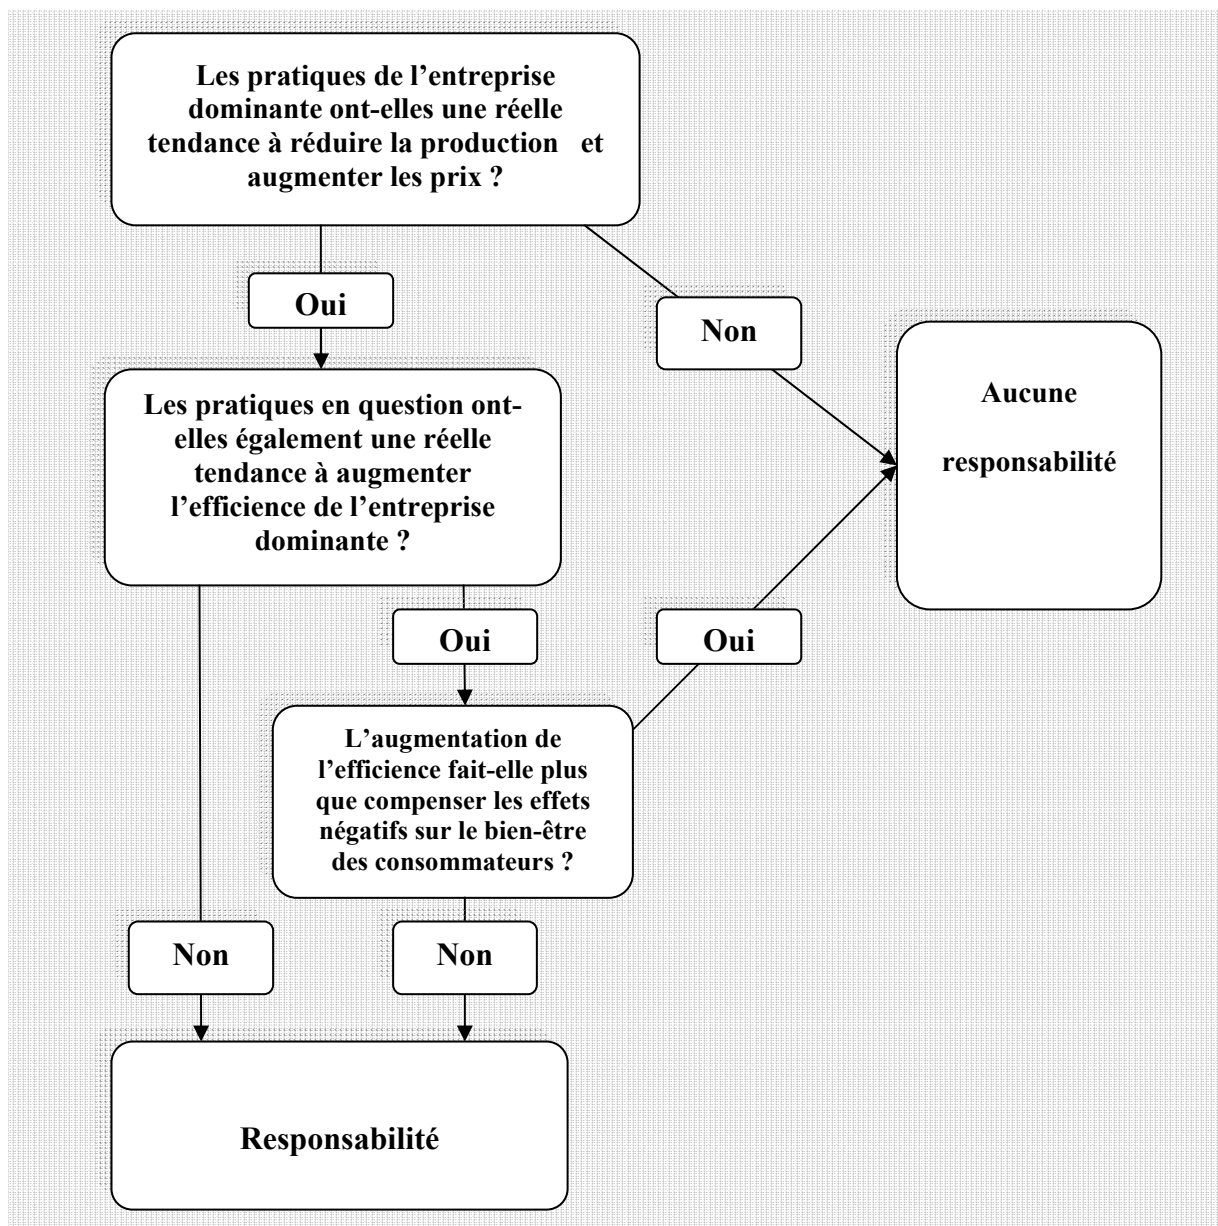 Les pratiques de l’entreprise
dominante ont-elles une réelle
tendance à réduire la production et
augmenter les prix ?
Oui
Non
Aucune
responsabilité
Les pratiques en question ont-
elles également une réelle
tendance à augmenter
l’efficience de l’entreprise
dominante ?
Oui
Oui
L’augmentation de
l’efficience fait-elle plus
que compenser les effets
négatifs sur le bien-être
des consommateurs ?
Non
Non
Responsabilité